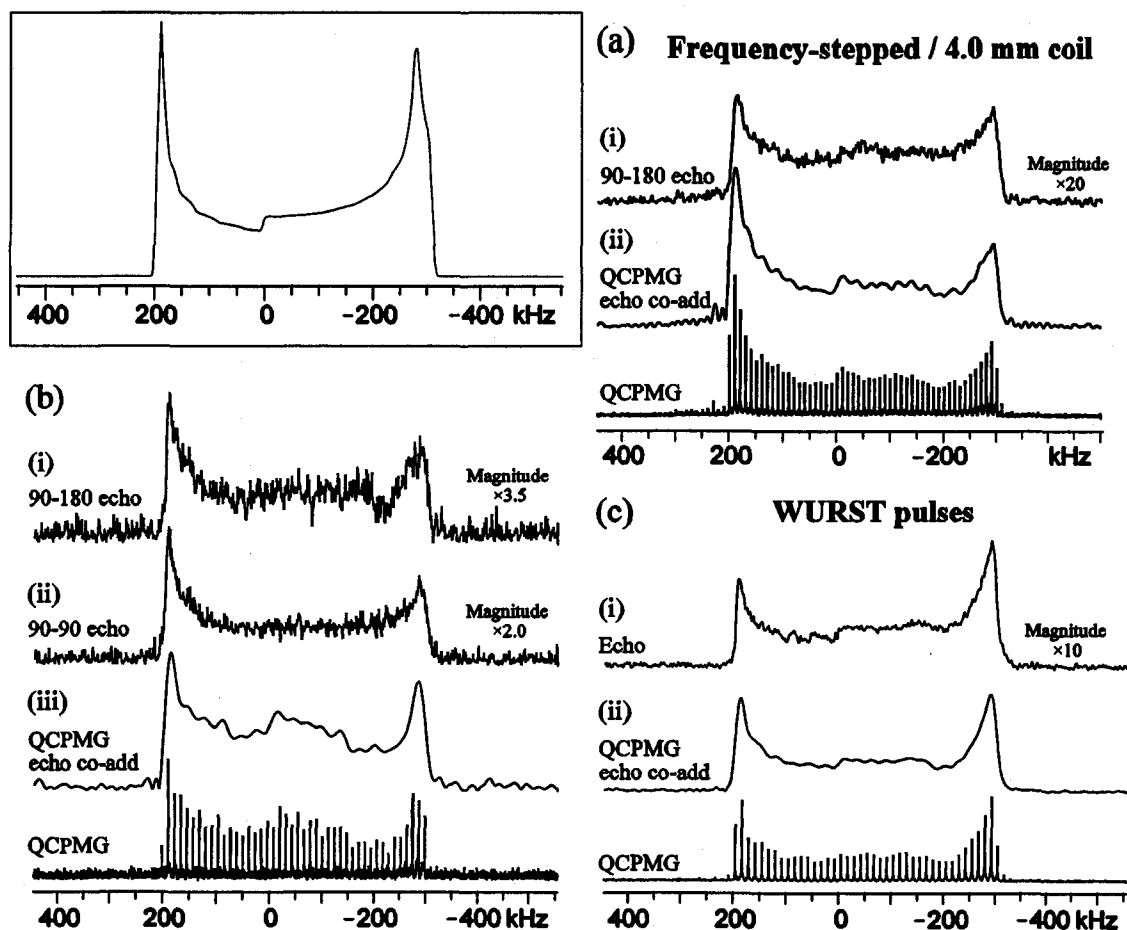 400 200 0 −200 −400 kHz
(a) Frequency-stepped / 4.0 mm coil
(i)
90-180 echo
Magnitude
×20
(ii)
QCPMG
echo co-add
QCPMG
400 200 0 −200 kHz
(b)
(i)
90-180 echo
Magnitude
×3.5
(ii)
90-90 echo
Magnitude
×2.0
(iii)
QCPMG
echo co-add
QCPMG
400 200 0 −200 −400 kHz
(c) WURST pulses
(i)
Echo
Magnitude
×10
(ii)
QCPMG
echo co-add
QCPMG
400 200 0 −200 −400 kHz